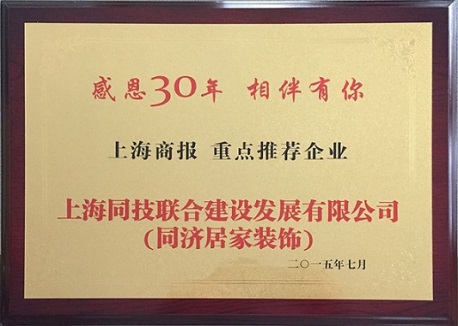 感恩30年 相伴有你
上海商报 重点推荐企业
上海同技联合建设发展有限公司
(同济居家装饰)
二〇一五年七月